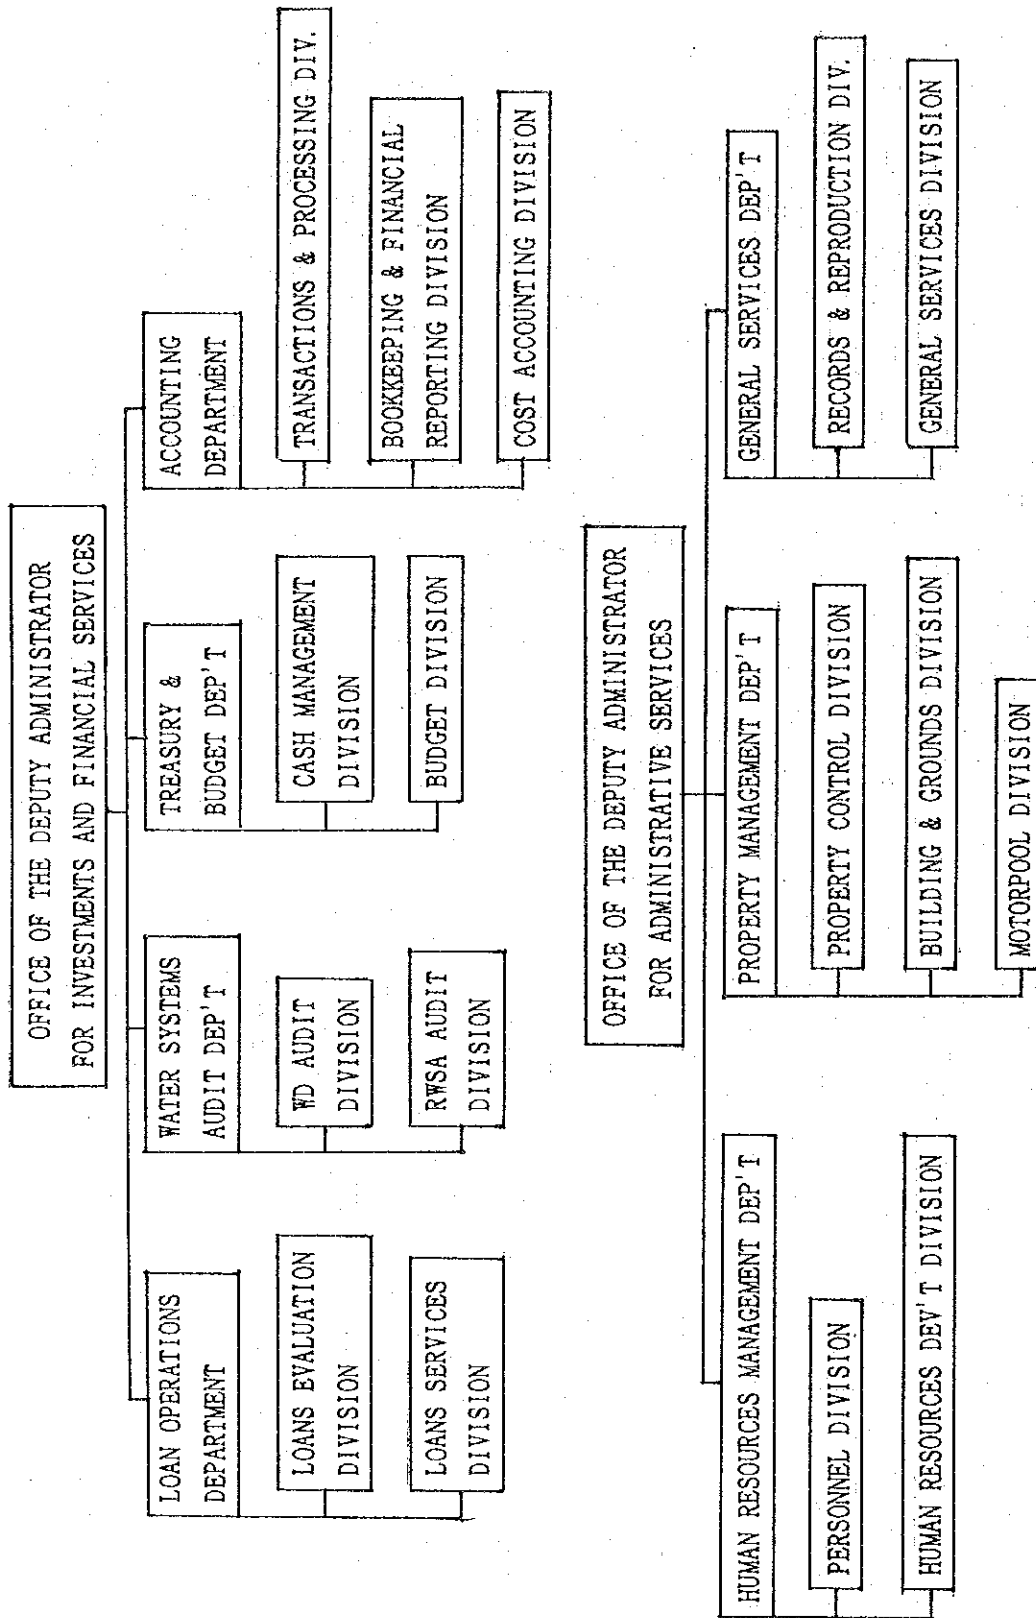 OFFICE OF THE DEPUTY ADMINISTRATOR
FOR INVESTMENTS AND FINANCIAL SERVICES
LOAN OPERATIONS
DEPARTMENT
LOANS EVALUATION
DIVISION
LOANS SERVICES
DIVISION
WATER SYSTEMS
AUDIT DEP'T
WD AUDIT
DIVISION
RWSA AUDIT
DIVISION
TREASURY &
BUDGET DEP'T
CASH MANAGEMENT
DIVISION
BUDGET DIVISION
ACCOUNTING
DEPARTMENT
TRANSACTIONS & PROCESSING DIV.
BOOKKEEPING & FINANCIAL
REPORTING DIVISION
COST ACCOUNTING DIVISION
OFFICE OF THE DEPUTY ADMINISTRATOR
FOR ADMINISTRATIVE SERVICES
HUMAN RESOURCES MANAGEMENT DEP'T
PERSONNEL DIVISION
HUMAN RESOURCES DEV'T DIVISION
PROPERTY MANAGEMENT DEP'T
PROPERTY CONTROL DIVISION
BUILDING & GROUNDS DIVISION
MOTORPOOL DIVISION
GENERAL SERVICES DEP'T
RECORDS & REPRODUCTION DIV.
GENERAL SERVICES DIVISION